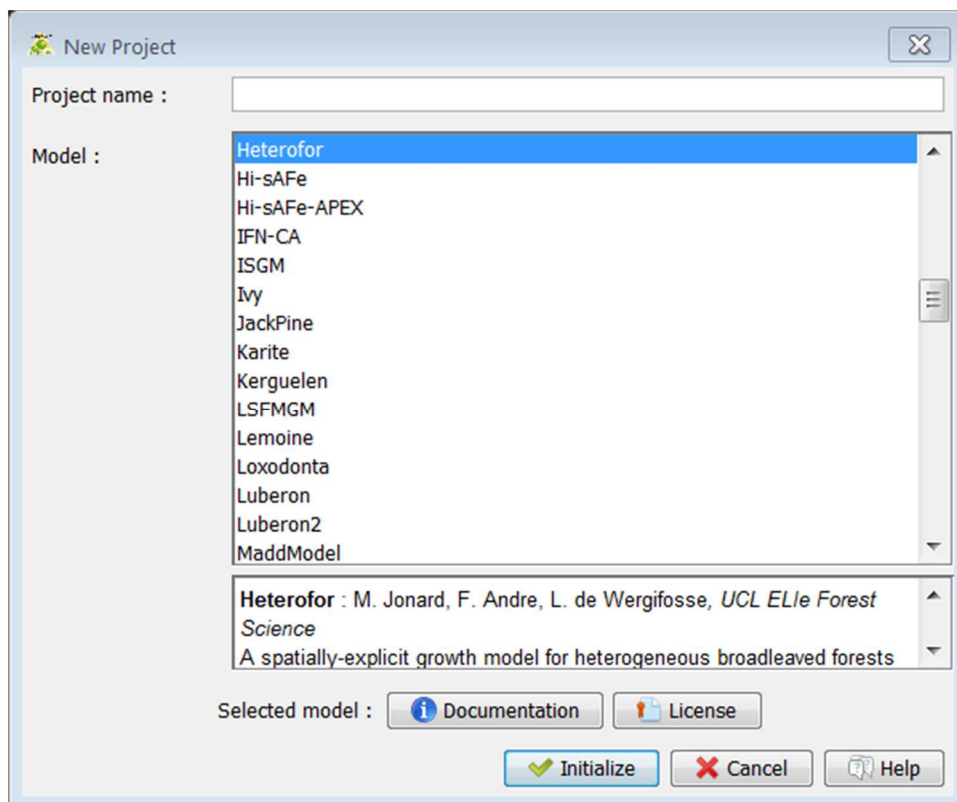 New Project
Project name :
Model :
Heterofor
Hi-sAFe
Hi-sAFe-APEX
IFN-CA
ISGM
Ivy
JackPine
Karite
Kerguelen
LSFMGM
Lemoine
Loxodonta
Luberon
Luberon2
MaddModel
Heterofor : M. Jonard, F. Andre, L. de Wergifosse, UCL ELIe Forest
Science
A spatially-explicit growth model for heterogeneous broadleaved forests
Selected model : Documentation License
Initialize Cancel Help